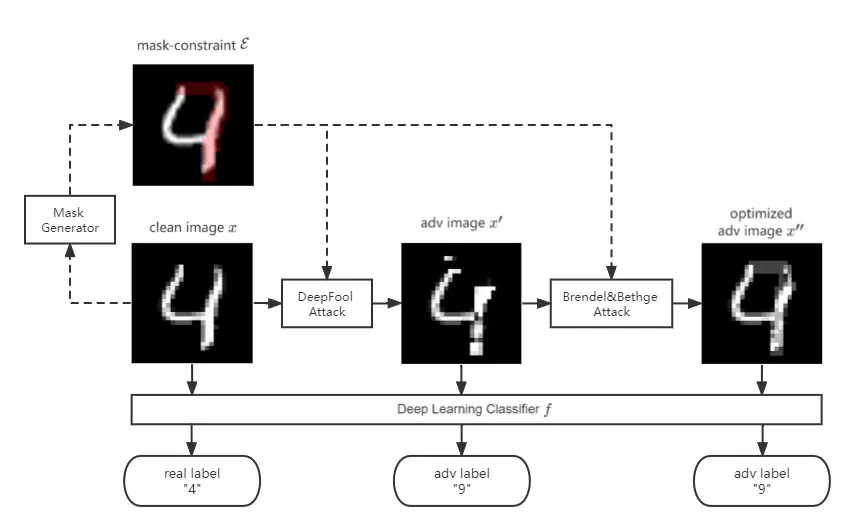 mask-constraint ℰ
Mask
Generator
clean image x
adv image x′
optimized
adv image x′′
DeepFool
Attack
Brendel&Bethge
Attack
Deep Learning Classifier f
real label
"4"
adv label
"9"
adv label
"9"